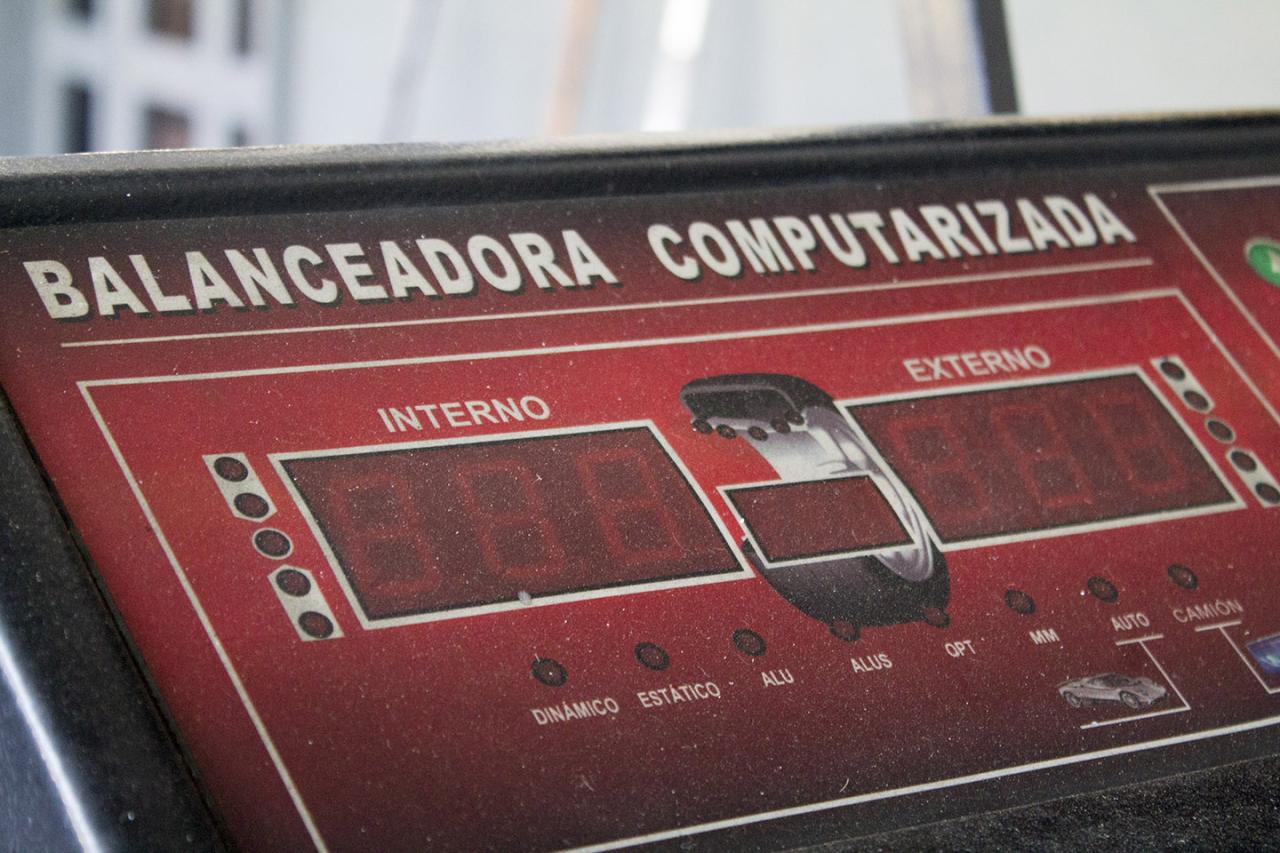 BALANCEADORA COMPUTARIZADA
INTERNO
EXTERNO
DINÁMICO ESTÁTICO ALU ALUS OPT MM AUTO CAMIÓN